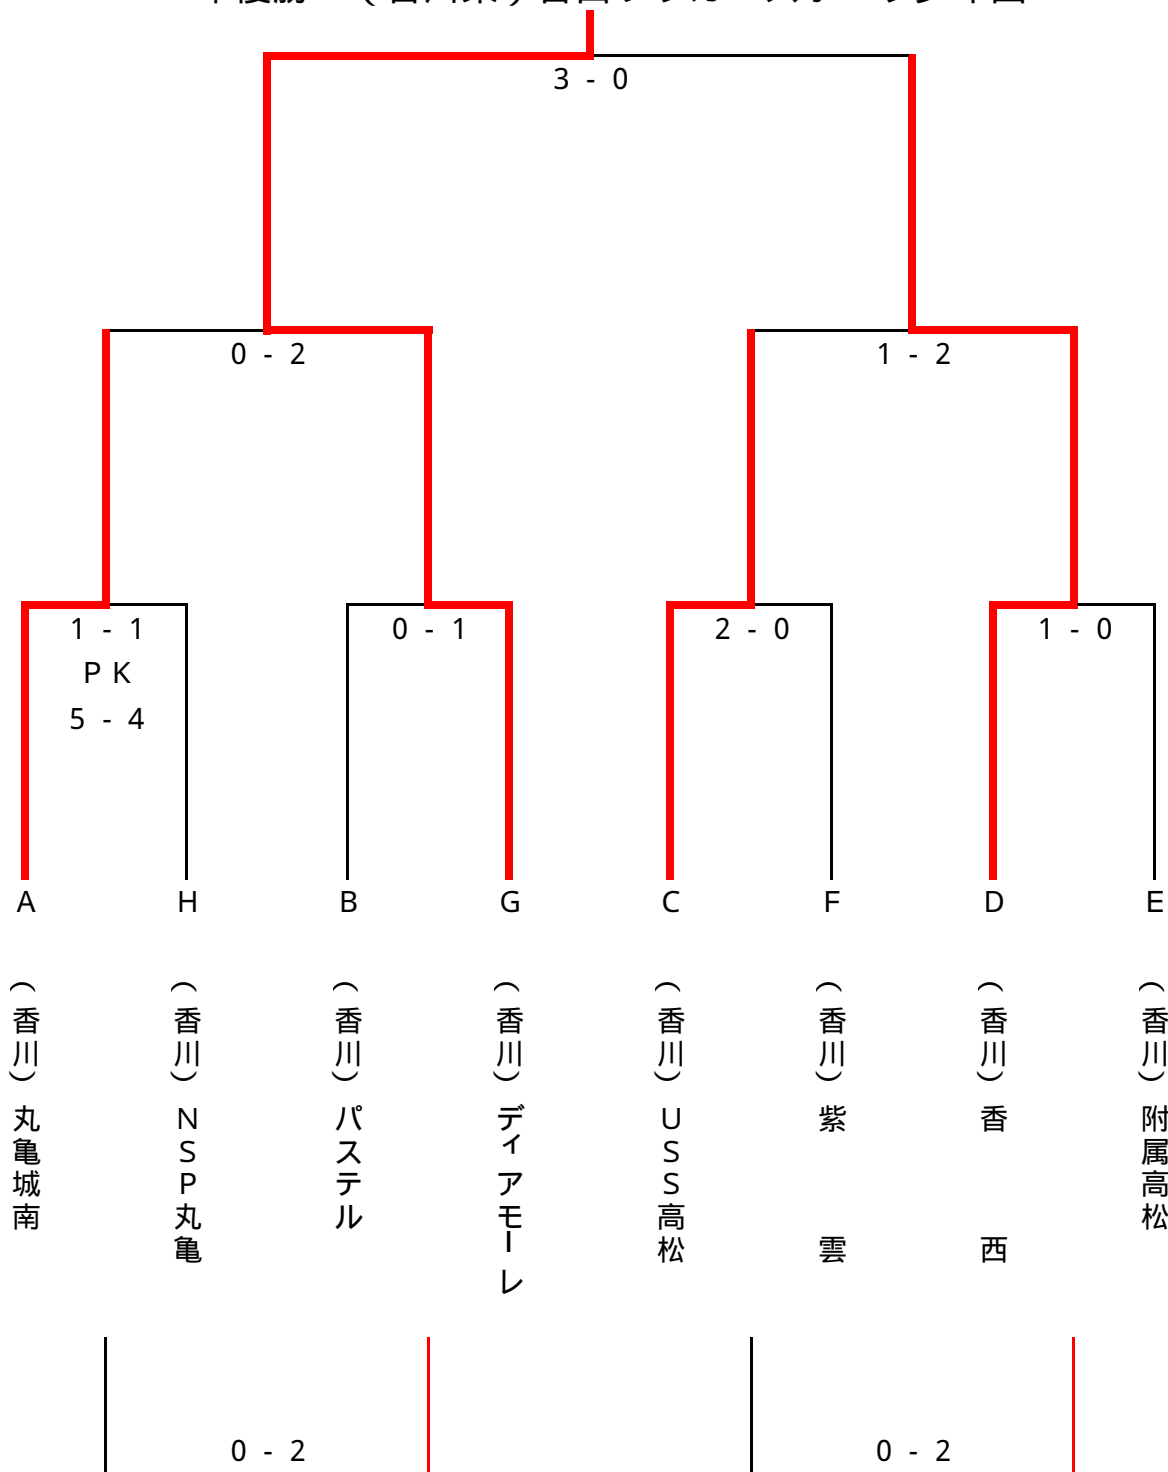 3 - 0
0 - 2
1 - 2
1 - 1
0 - 1
2 - 0
1 - 0
PK
5 - 4
A
H
B
G
C
F
D
E
(香川)丸亀城南
(香川)NSP丸亀
(香川)パステル
(香川)ディアモーレ
(香川)USS高松
(香川)紫雲
(香川)香西
(香川)附属高松
0 - 2
0 - 2